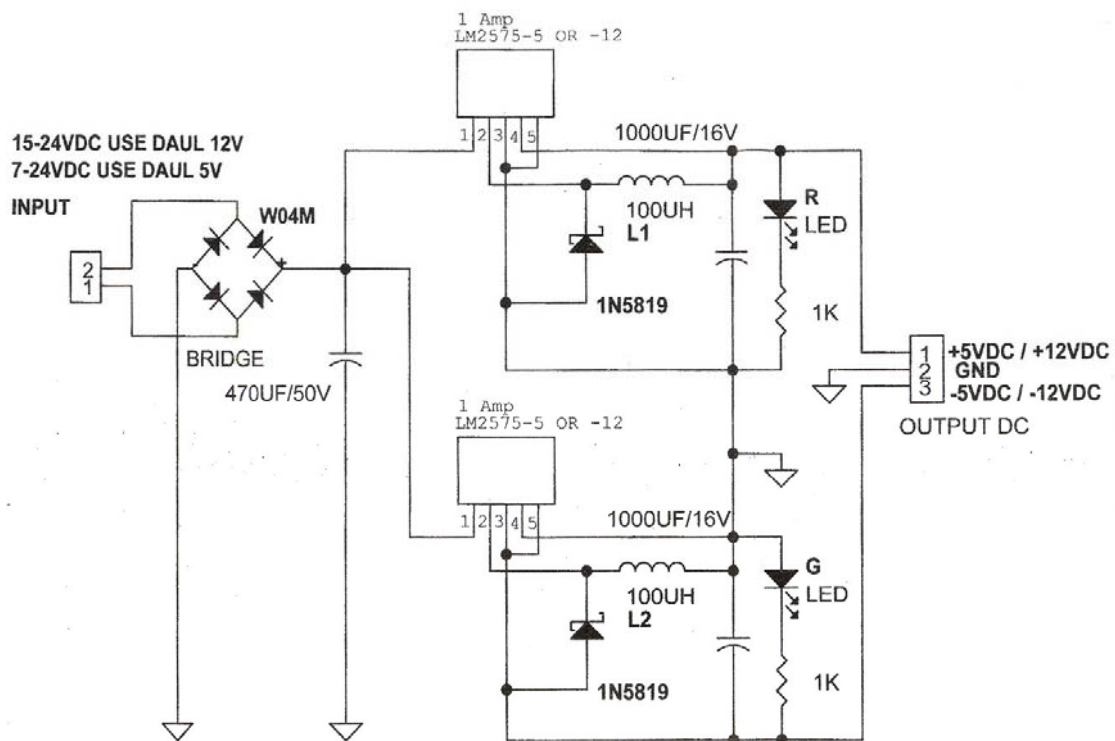 1 Amp
LM2575-5 OR -12
1 2 3 4 5
1000UF/16V
15-24VDC USE DAUL 12V
7-24VDC USE DAUL 5V
INPUT
W04M
2
1
-
+
BRIDGE
470UF/50V
100UH
L1
1N5819
R
LED
1K
1
2
3
+5VDC / +12VDC
GND
-5VDC / -12VDC
OUTPUT DC
1 Amp
LM2575-5 OR -12
1 2 3 4 5
1000UF/16V
100UH
L2
1N5819
G
LED
1K